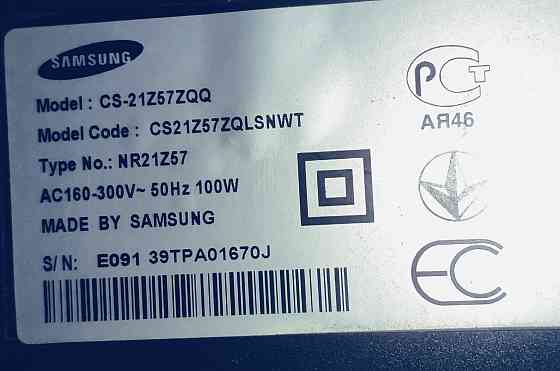 SAMSUNG
Model : CS-21Z57ZQQ
Model Code : CS21Z57ZQLSNWT
Type No.: NR21Z57
AC160-300V~ 50Hz 100W
MADE BY SAMSUNG
S/N: E091 39TPA01670J
РСТ
АЯ46
EC